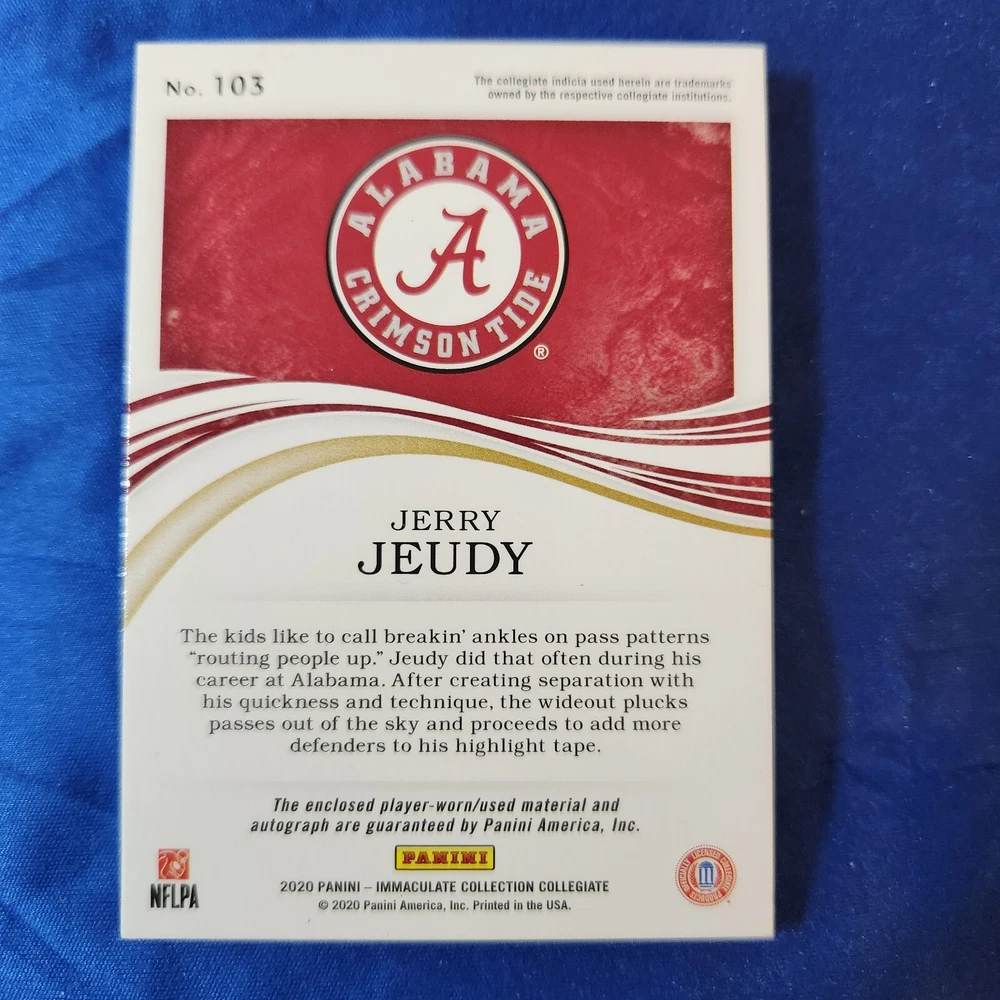 No. 103
The collegiate indicia used herein are trademarks
owned by the respective collegiate institutions.
ALABAMA
A
CRIMSON TIDE
®
JERRY
JEUDY
The kids like to call breakin’ ankles on pass patterns
“routing people up.” Jeudy did that often during his
career at Alabama. After creating separation with
his quickness and technique, the wideout plucks
passes out of the sky and proceeds to add more
defenders to his highlight tape.
The enclosed player-worn/used material and
autograph are guaranteed by Panini America, Inc.
PANINI
NFLPA
2020 PANINI – IMMACULATE COLLECTION COLLEGIATE
© 2020 Panini America, Inc. Printed in the USA.
OFFICIALLY LICENSED COLLEGIATE PRODUCTS